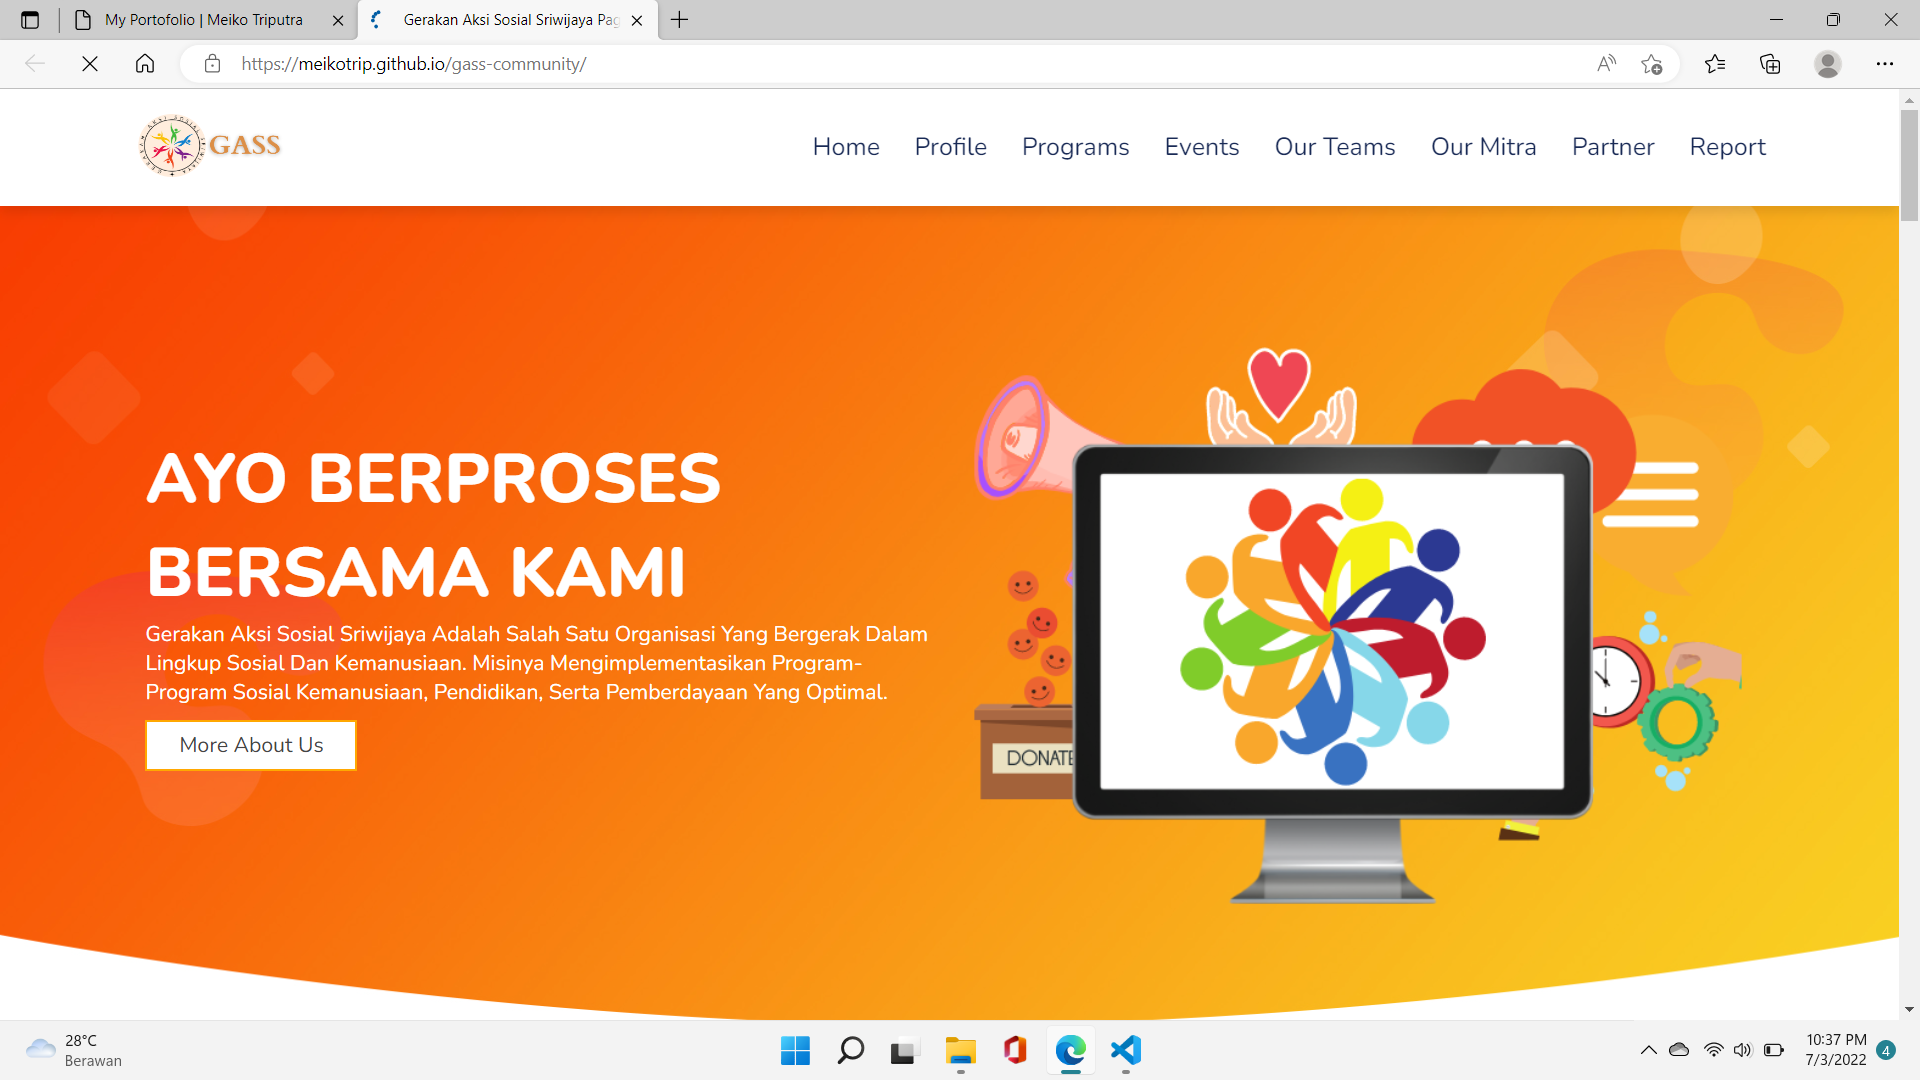 My Portofolio | Meiko Triputra
Gerakan Aksi Sosial Sriwijaya Pag
https://meikotrip.github.io/gass-community/
GASS
Home Profile Programs Events Our Teams Our Mitra Partner Report
AYO BERPROSES
BERSAMA KAMI
Gerakan Aksi Sosial Sriwijaya Adalah Salah Satu Organisasi Yang Bergerak Dalam
Lingkup Sosial Dan Kemanusiaan. Misinya Mengimplementasikan Program-
Program Sosial Kemanusiaan, Pendidikan, Serta Pemberdayaan Yang Optimal.
More About Us
DONATE
28°C
Berawan
10:37 PM
7/3/2022
4